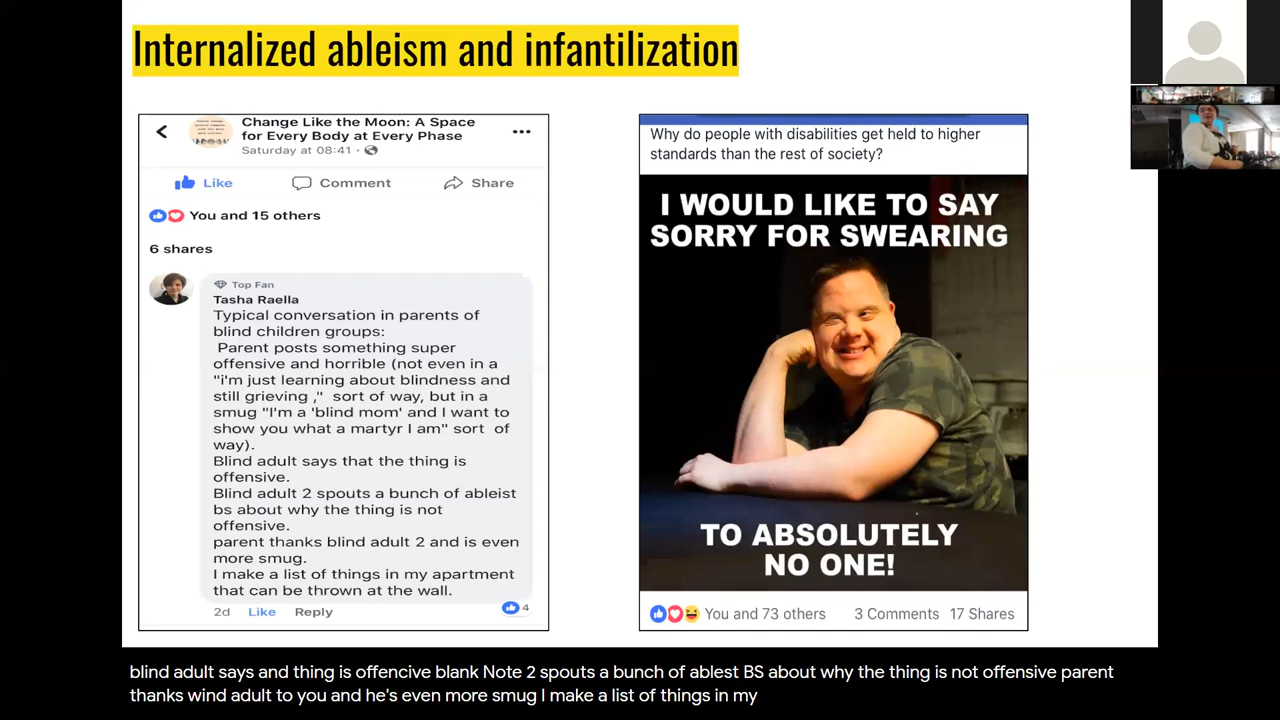 Internalized ableism and infantilization
Change Like the Moon: A Space
for Every Body at Every Phase
Saturday at 08:41 ·
Like
Comment
Share
You and 15 others
6 shares
Top Fan
Tasha Raella
Typical conversation in parents of
blind children groups:
Parent posts something super
offensive and horrible (not even in a
"i'm just learning about blindness and
still grieving ," sort of way, but in a
smug "I'm a 'blind mom' and I want to
show you what a martyr I am" sort of
way).
Blind adult says that the thing is
offensive.
Blind adult 2 spouts a bunch of ableist
bs about why the thing is not
offensive.
parent thanks blind adult 2 and is even
more smug.
I make a list of things in my apartment
that can be thrown at the wall.
2d Like Reply
4
Why do people with disabilities get held to higher
standards than the rest of society?
I WOULD LIKE TO SAY
SORRY FOR SWEARING
TO ABSOLUTELY
NO ONE!
You and 73 others 3 Comments 17 Shares
blind adult says and thing is offencive blank Note 2 spouts a bunch of ablest BS about why the thing is not offensive parent
thanks wind adult to you and he's even more smug I make a list of things in my